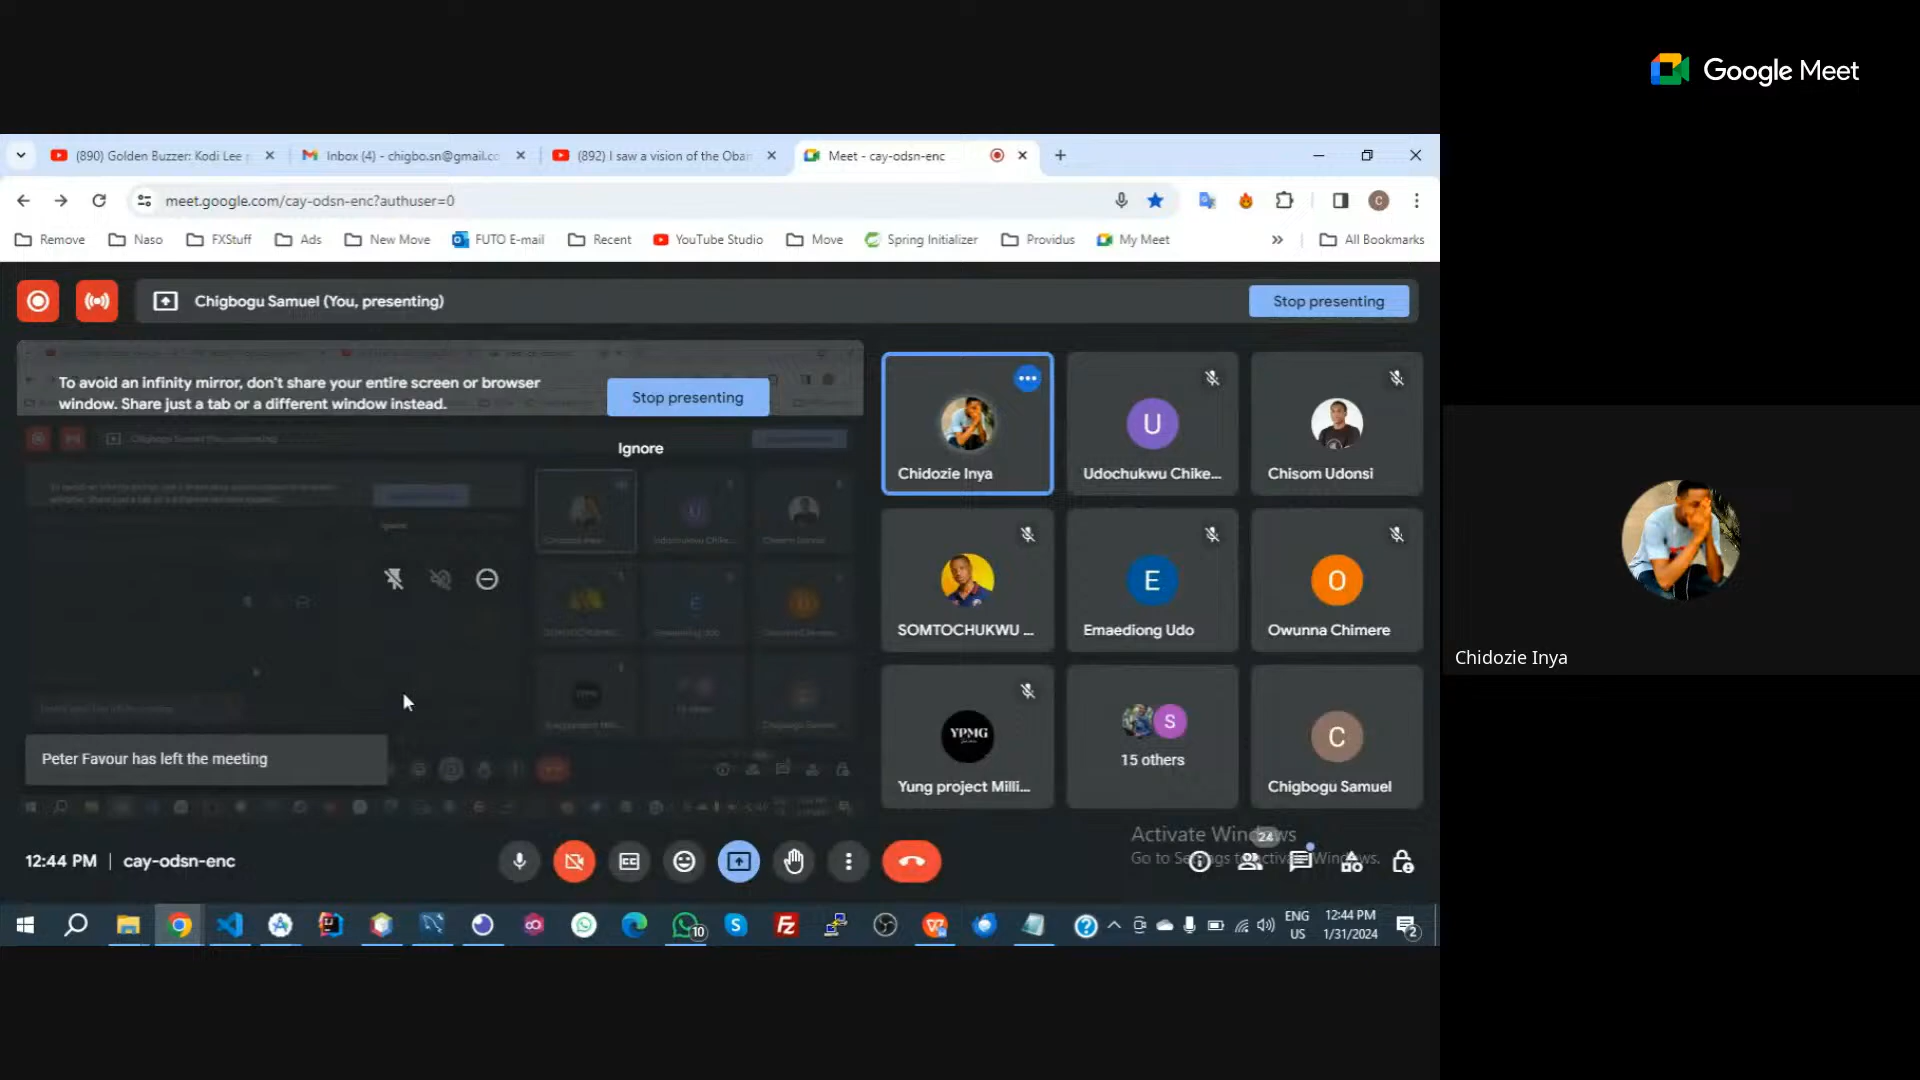 Google Meet
(890) Golden Buzzer: Kodi Lee
Inbox (4) - chigbo.sn@gmail.co
(892) I saw a vision of the Oba
Meet - cay-odsn-enc
meet.google.com/cay-odsn-enc?authuser=0
C
Remove
Naso
FXStuff
Ads
New Move
FUTO E-mail
Recent
YouTube Studio
Move
Spring Initializer
Providus
My Meet
All Bookmarks
Chigbogu Samuel (You, presenting)
Stop presenting
To avoid an infinity mirror, don't share your entire screen or browser
window. Share just a tab or a different window instead.
Stop presenting
Ignore
Chidozie Inya
U
Udochukwu Chike...
Chisom Udonsi
SOMTOCHUKWU ...
E
Emaediong Udo
O
Owunna Chimere
YPMG
Yung project Milli...
S
15 others
C
Chigbogu Samuel
Chidozie Inya
Peter Favour has left the meeting
Activate Windows
Go to Settings to activate Windows.
24
12:44 PM | cay-odsn-enc
10
ENG
US
12:44 PM
1/31/2024
2